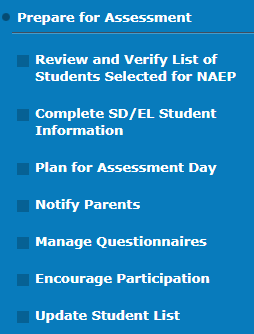 Prepare for Assessment
Review and Verify List of
Students Selected for NAEP
Complete SD/EL Student
Information
Plan for Assessment Day
Notify Parents
Manage Questionnaires
Encourage Participation
Update Student List